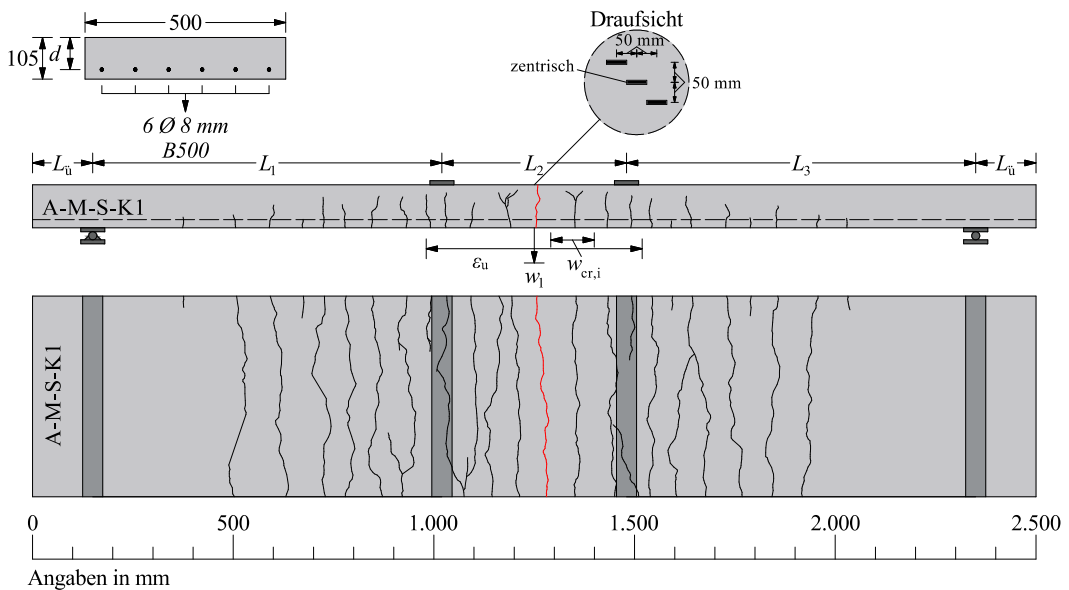 500
Draufsicht
105
d
50 mm
zentrisch
50 mm
6 Ø 8 mm
B500
Lü
L1
L2
L3
Lü
A-M-S-K1
εu
wcr,i
w1
A-M-S-K1
0
500
1.000
1.500
2.000
2.500
Angaben in mm